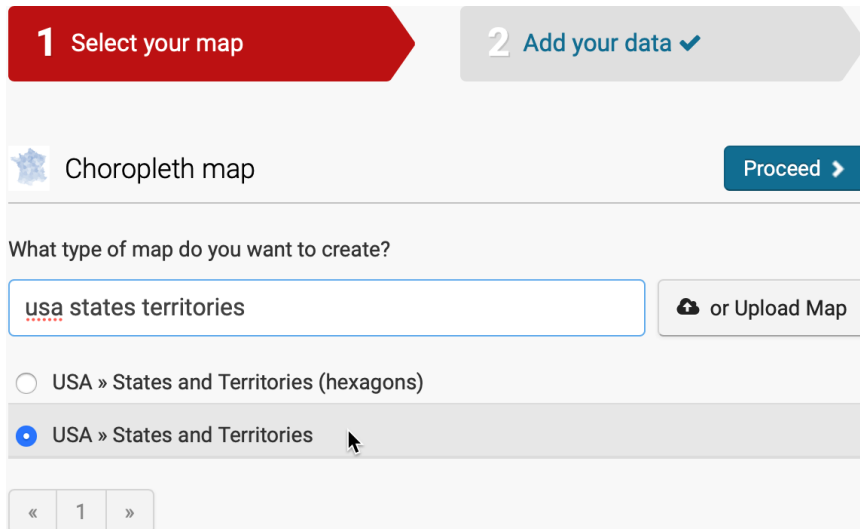 1 Select your map
2 Add your data
Choropleth map
Proceed
What type of map do you want to create?
usa states territories
or Upload Map
USA » States and Territories (hexagons)
USA » States and Territories
« 1 »